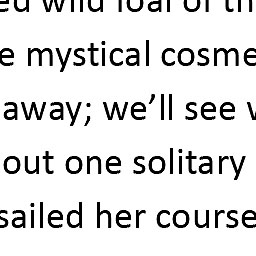 ed wild foal of th
e mystical cosme
away; we’ll see
out one solitary
sailed her course